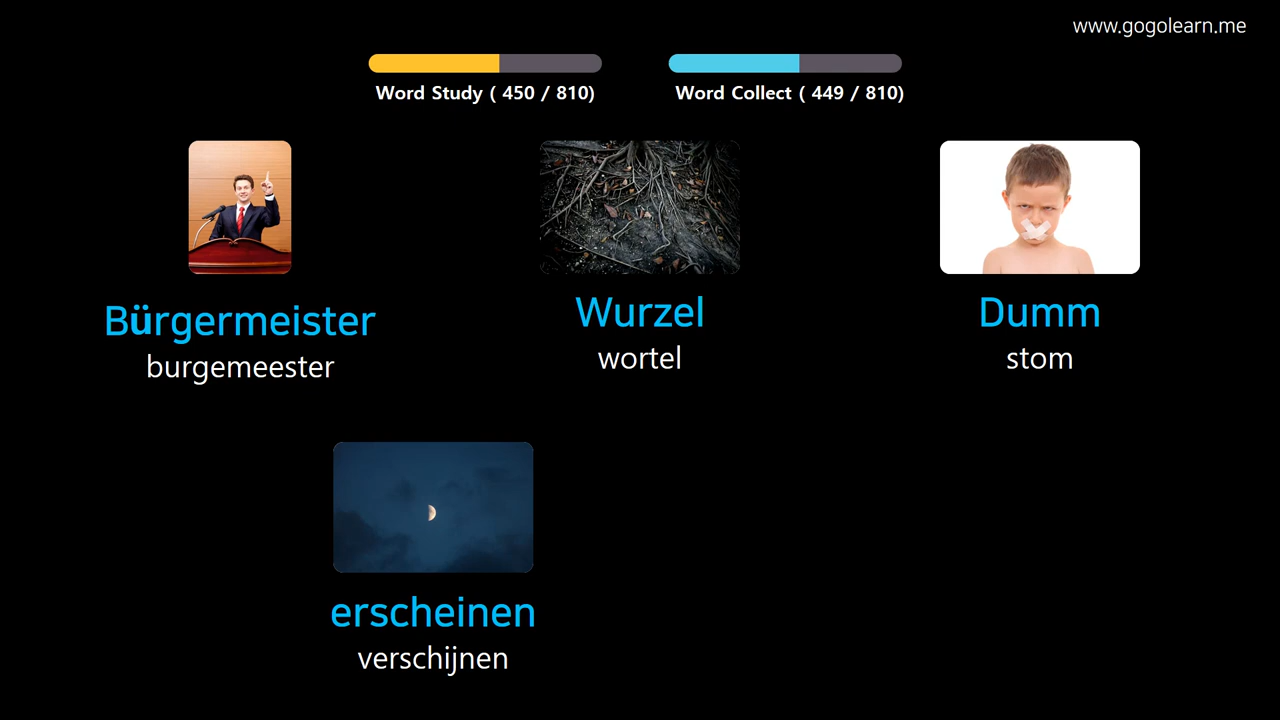 www.gogolearn.me
Word Study ( 450 / 810)
Word Collect ( 449 / 810)
Bürgermeister
burgemeester
Wurzel
wortel
Dumm
stom
erscheinen
verschijnen